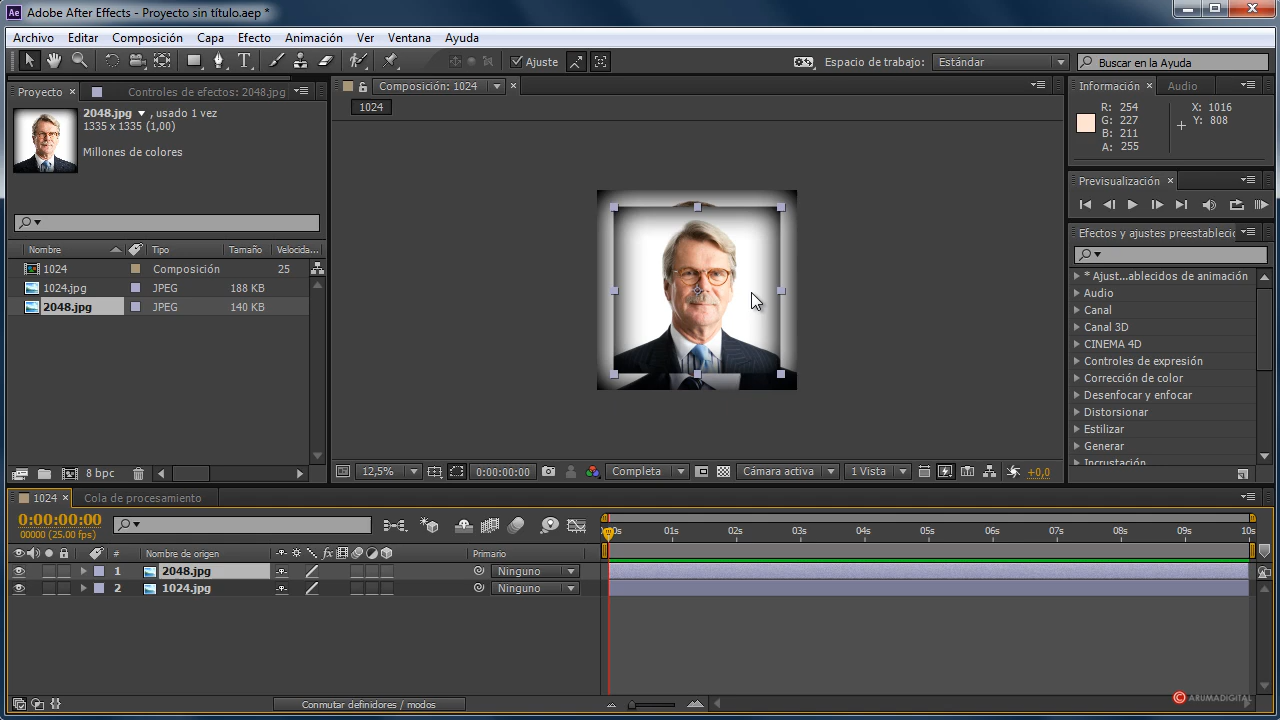 Ae Adobe After Effects - Proyecto sin título.aep *
Archivo Editar Composición Capa Efecto Animación Ver Ventana Ayuda
Ajuste
Espacio de trabajo: Estándar
Buscar en la Ayuda
Proyecto
Controles de efectos: 2048.jpg
2048.jpg , usado 1 vez
1335 x 1335 (1,00)
Millones de colores
Nombre Tipo Tamaño Velocida...
1024 Composición 25
1024.jpg JPEG 188 KB
2048.jpg JPEG 140 KB
8 bpc
Composición: 1024
1024
12,5% 0:00:00:00 Completa Cámara activa 1 Vista +0,0
Información Audio
R: 254 X: 1016
G: 227 Y: 808
B: 211
A: 255
Previsualización
Efectos y ajustes preestableci
* Ajust...ablecidos de animación
Audio
Canal
Canal 3D
CINEMA 4D
Controles de expresión
Corrección de color
Desenfocar y enfocar
Distorsionar
Estilizar
Generar
Incrustación
1024 Cola de procesamiento
0:00:00:00
00000 (25.00 fps)
00s 01s 02s 03s 04s 05s 06s 07s 08s 09s 10s
# Nombre de origen fx Primario
1 2048.jpg Ninguno
2 1024.jpg Ninguno
Conmutar definidores / modos
© ARUMADIGITAL